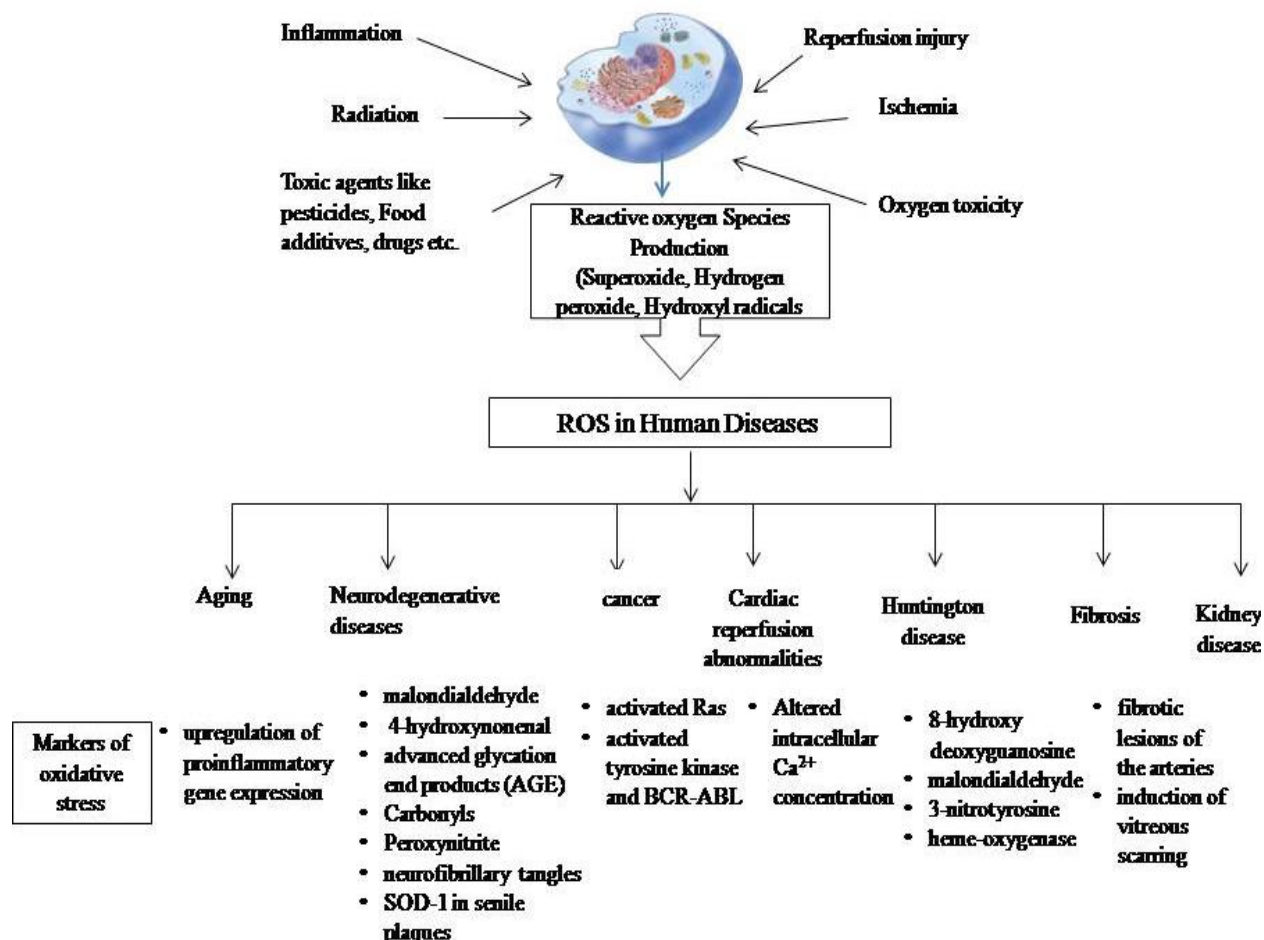 Inflammation
Radiation
Toxic agents like
pesticides, Food
additives, drugs etc.
Reperfusion injury
Ischemia
Oxygen toxicity
Reactive oxygen Species
Production
(Superoxide, Hydrogen
peroxide, Hydroxyl radicals
ROS in Human Diseases
Aging
Neurodegenerative
diseases
cancer
Cardiac
reperfusion
abnormalities
Huntington
disease
Fibrosis
Kidney
disease
Markers of
oxidative
stress
• upregulation of
proinflammatory
gene expression
• malondialdehyde
• 4-hydroxynonenal
• advanced glycation
end products (AGE)
• Carbonyls
• Peroxynitrite
• neurofibrillary tangles
• SOD-1 in senile
plaques
• activated Ras
• activated
tyrosine kinase
and BCR-ABL
• Altered
intracellular
Ca²⁺
concentration
• 8-hydroxy
deoxyguanosine
• malondialdehyde
• 3-nitrotyrosine
• heme-oxygenase
• fibrotic
lesions of
the arteries
• induction of
vitreous
scarring